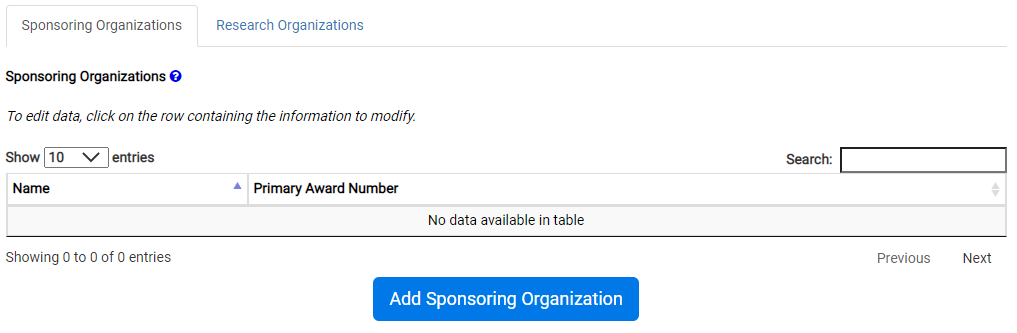 Sponsoring Organizations Research Organizations
Sponsoring Organizations ?
To edit data, click on the row containing the information to modify.
Show 10 entries Search:
Name Primary Award Number
No data available in table
Showing 0 to 0 of 0 entries Previous Next
Add Sponsoring Organization